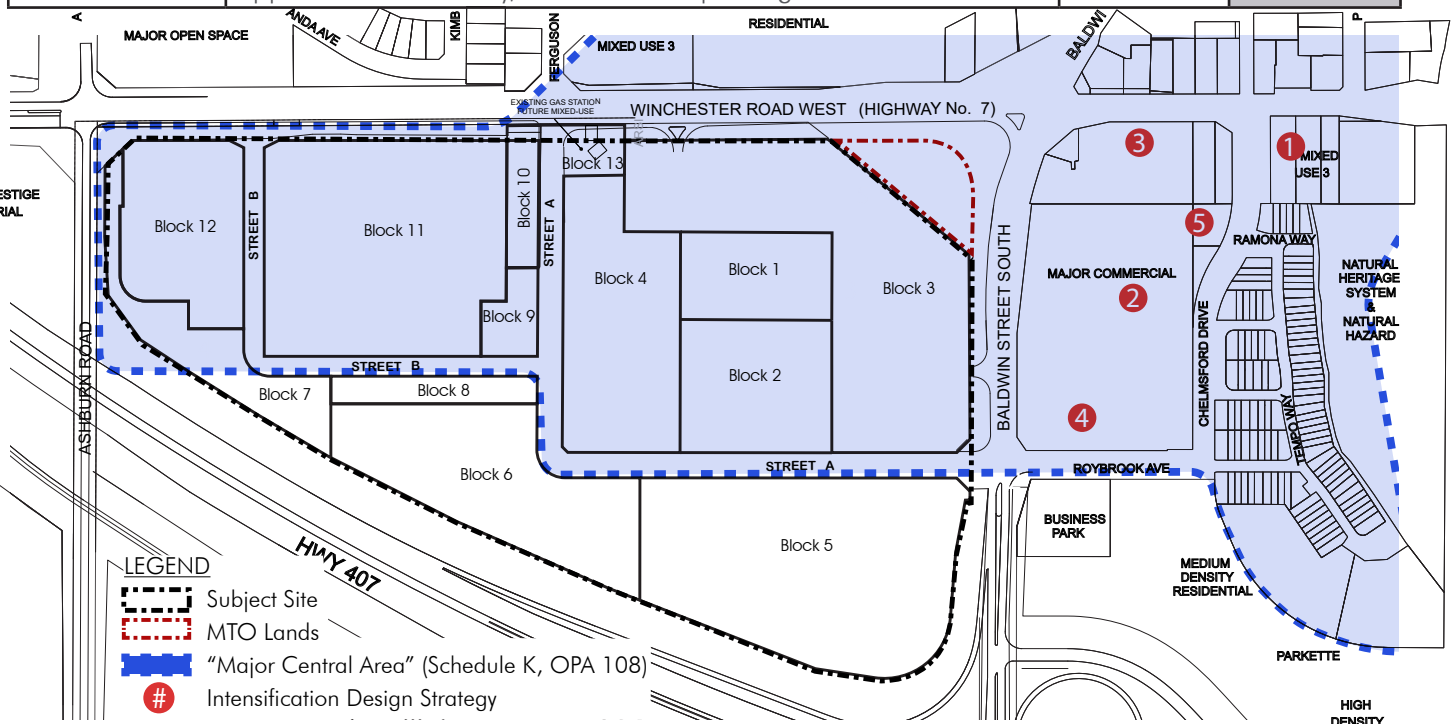 A
MAJOR OPEN SPACE
ANDA AVE
KIMB
FERGUSON
MIXED USE 3
RESIDENTIAL
BALDWI
P
EXISTING GAS STATION
FUTURE MIXED-USE
WINCHESTER ROAD WEST (HIGHWAY No. 7)
ESTIGE
RIAL
Block 12
STREET B
Block 11
Block 10
STREET A
Block 13
Block 4
Block 1
Block 3
Block 9
Block 2
STREET B
Block 7
Block 8
Block 6
STREET A
Block 5
ASHBURN ROAD
HWY 407
BALDWIN STREET SOUTH
3
1
MIXED
USE 3
5
RAMONA WAY
MAJOR COMMERCIAL
2
4
CHELMSFORD DRIVE
TEMPO WAY
NATURAL
HERITAGE
SYSTEM
&
NATURAL
HAZARD
ROYBROOK AVE
BUSINESS
PARK
MEDIUM
DENSITY
RESIDENTIAL
PARKETTE
HIGH
DENSITY
LEGEND
Subject Site
MTO Lands
“Major Central Area” (Schedule K, OPA 108)
# Intensification Design Strategy